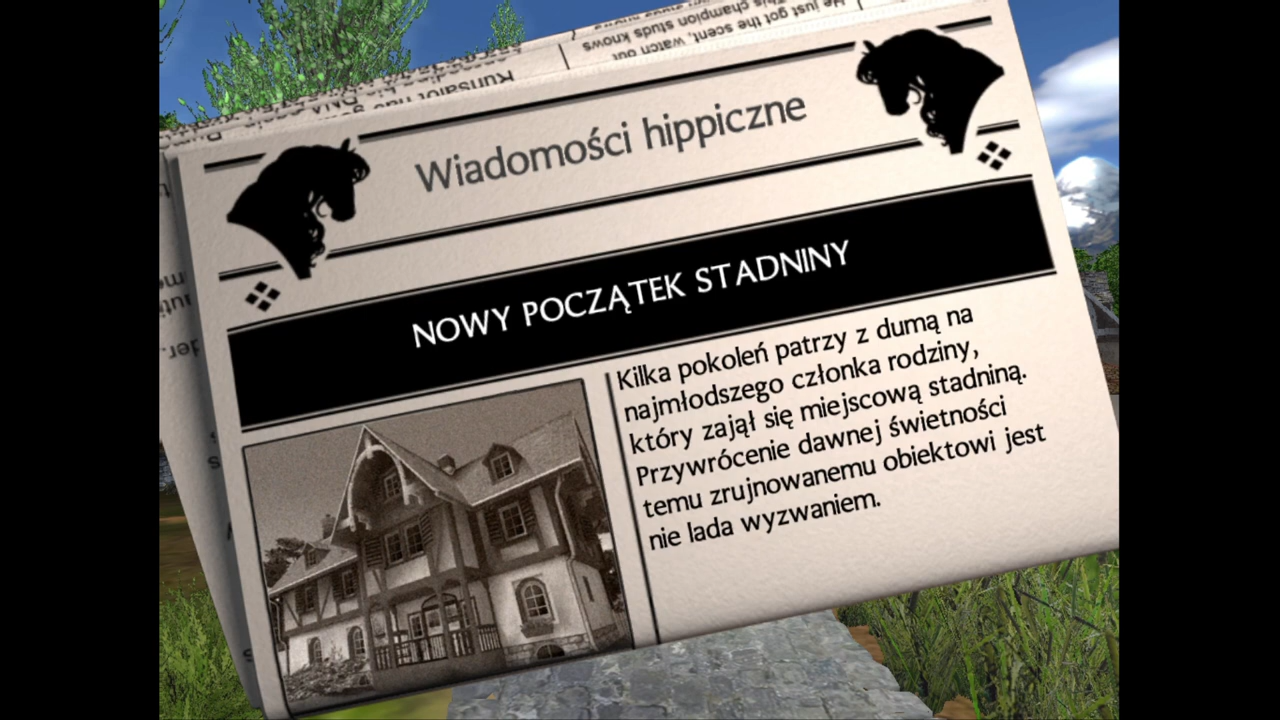 He just got the scent, watch out
This champion studs knows
Wiadomości hippiczne
NOWY POCZĄTEK STADNINY
Kilka pokoleń patrzy z dumą na
najmłodszego członka rodziny,
który zajął się miejscową stadniną.
Przywrócenie dawnej świetności
temu zrujnowanemu obiektowi jest
nie lada wyzwaniem.